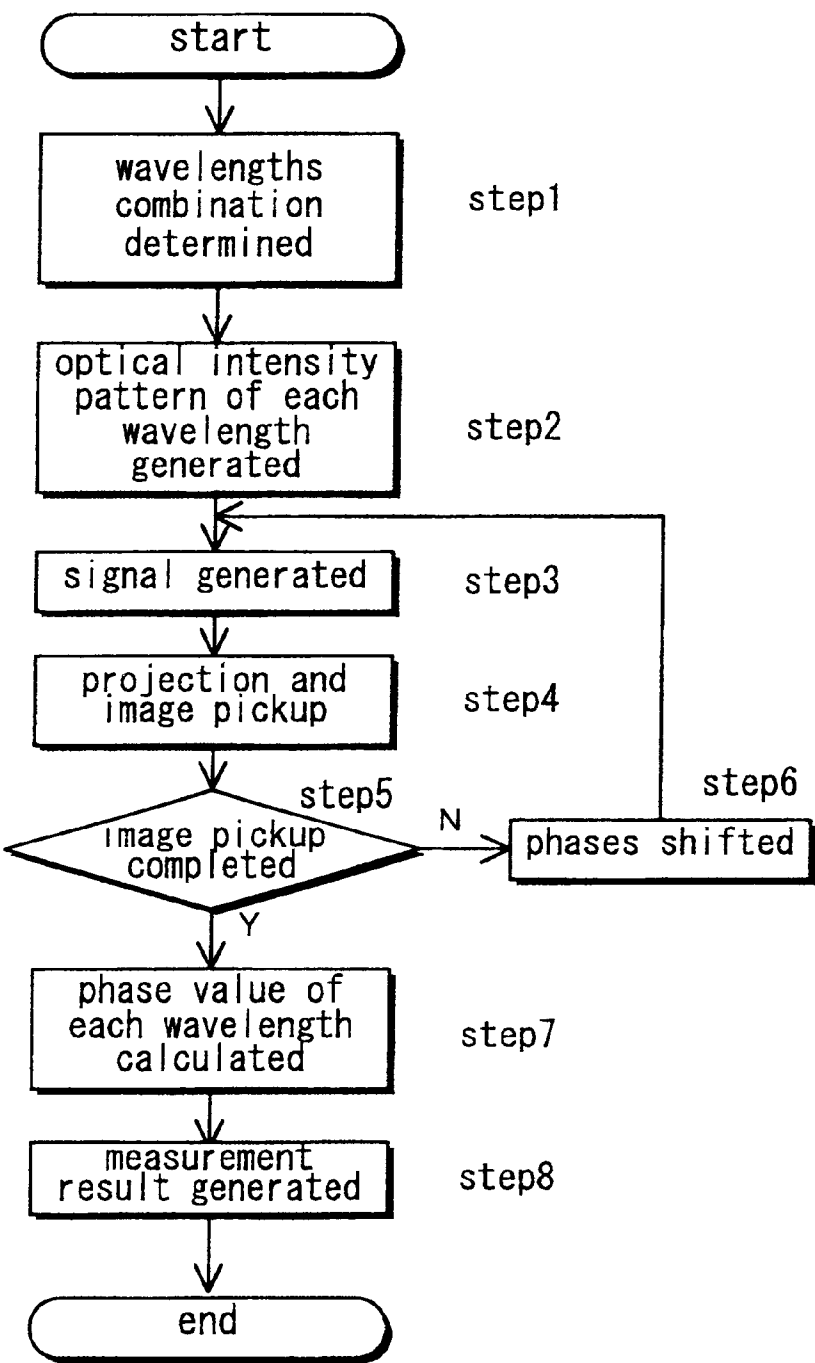 start
wavelengths
combination
determined
step1
optical intensity
pattern of each
wavelength
generated
step2
signal generated
step3
projection and
image pickup
step4
step5
image pickup
completed
N
step6
phases shifted
Y
phase value of
each wavelength
calculated
step7
measurement
result generated
step8
end